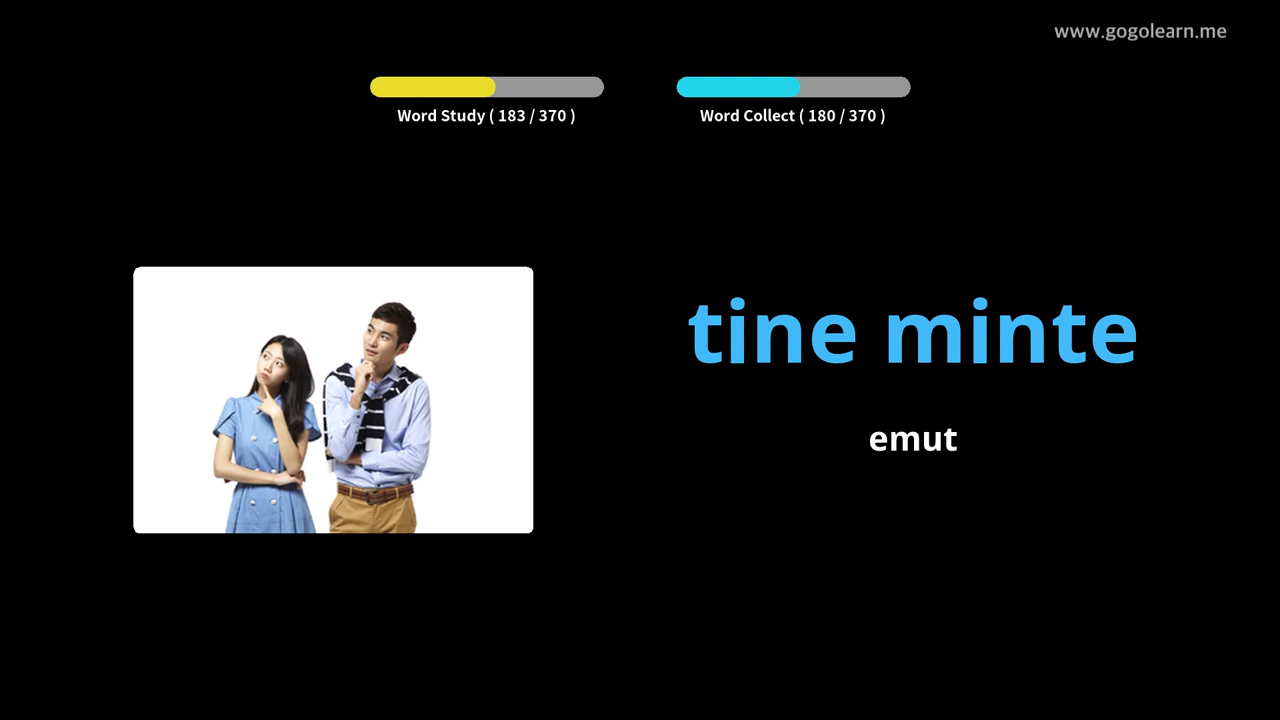 www.gogolearn.me
Word Study ( 183 / 370 )
Word Collect ( 180 / 370 )
tine minte
emut